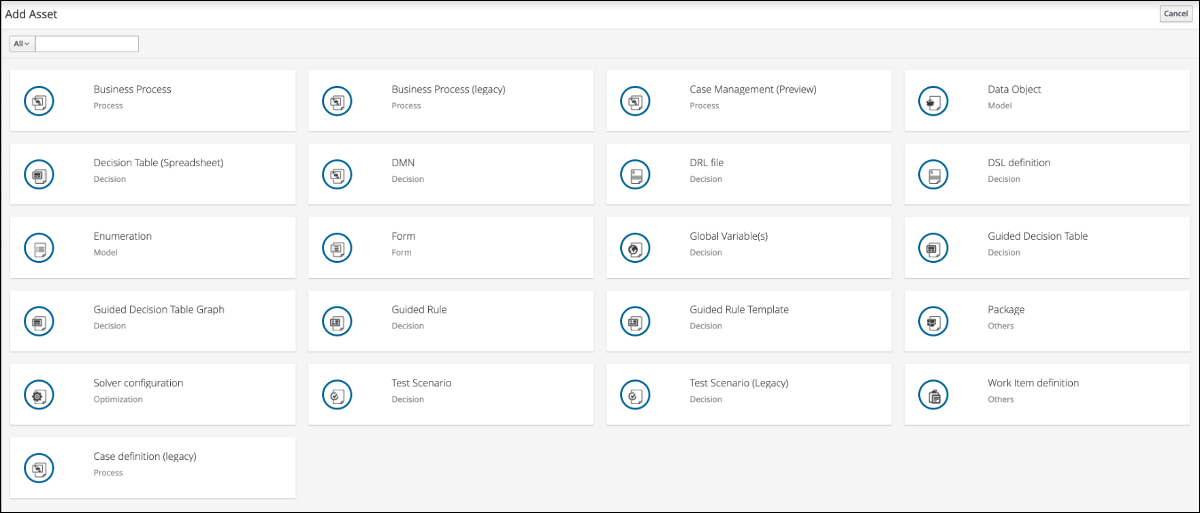 Add Asset
Cancel
All
Business Process
Process
Business Process (legacy)
Process
Case Management (Preview)
Process
Data Object
Model
Decision Table (Spreadsheet)
Decision
DMN
Decision
DRL file
Decision
DSL definition
Decision
Enumeration
Model
Form
Form
Global Variable(s)
Decision
Guided Decision Table
Decision
Guided Decision Table Graph
Decision
Guided Rule
Decision
Guided Rule Template
Decision
Package
Others
Solver configuration
Optimization
Test Scenario
Decision
Test Scenario (Legacy)
Decision
Work Item definition
Others
Case definition (legacy)
Process